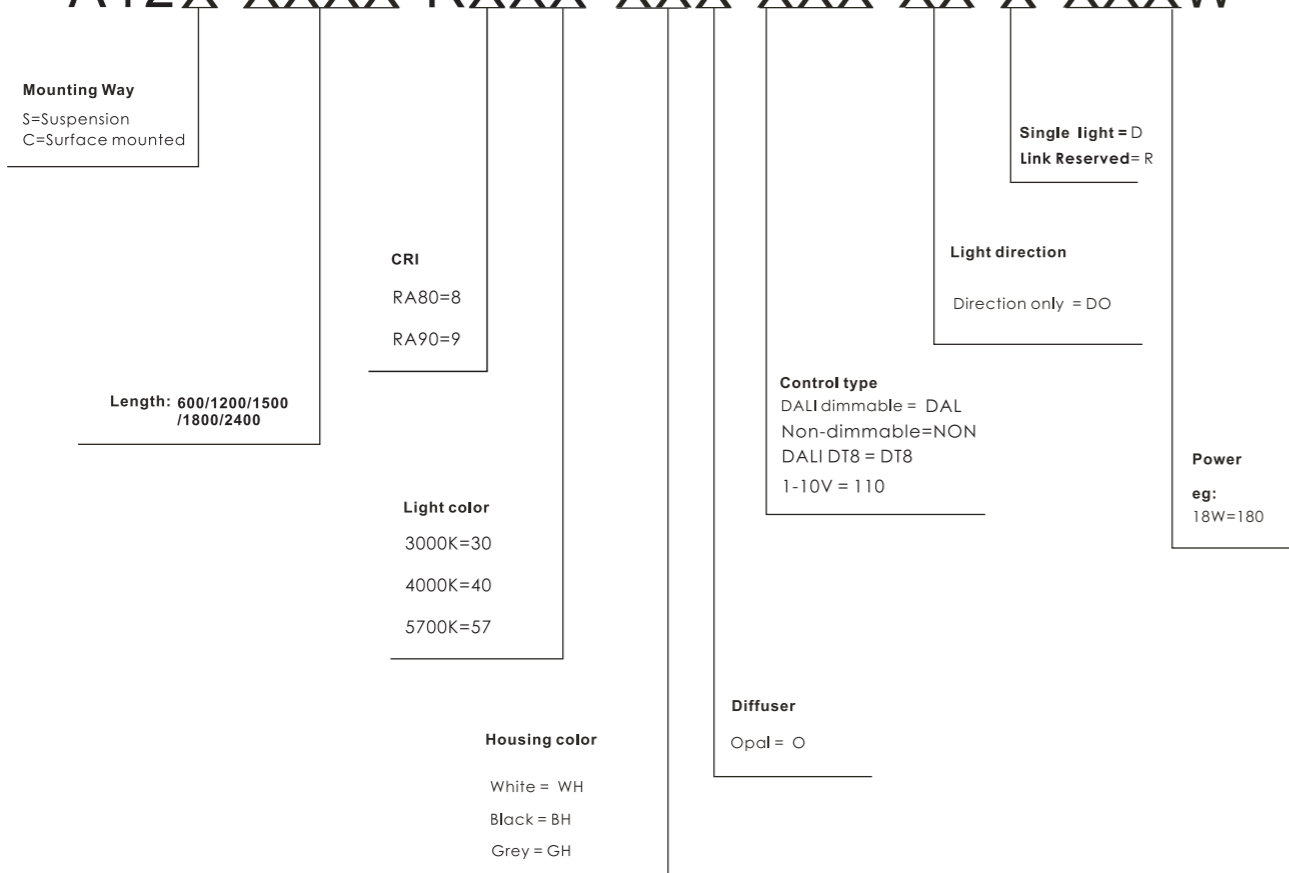 Mounting Way
S=Suspension
C=Surface mounted
Single light = D
Link Reserved= R
CRI
RA80=8
RA90=9
Light direction
Direction only = DO
Length: 600/1200/1500
/1800/2400
Control type
DALI dimmable = DAL
Non-dimmable=NON
DALI DT8 = DT8
1-10V = 110
Power
eg:
18W=180
Light color
3000K=30
4000K=40
5700K=57
Diffuser
Opal = O
Housing color
White = WH
Black = BH
Grey = GH